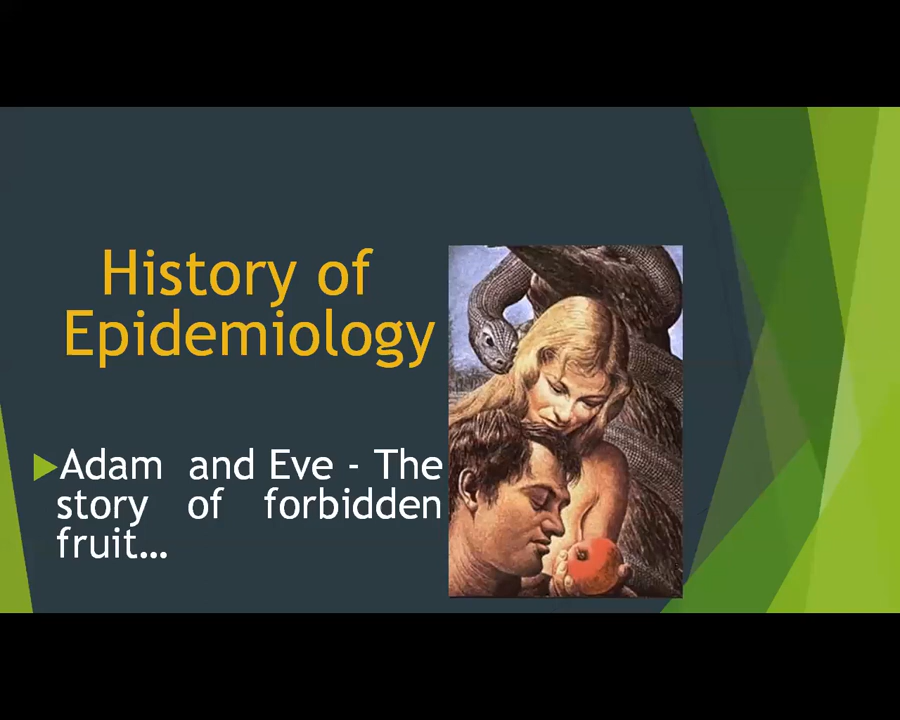 History of
Epidemiology
Adam and Eve - The
story of forbidden
fruit...